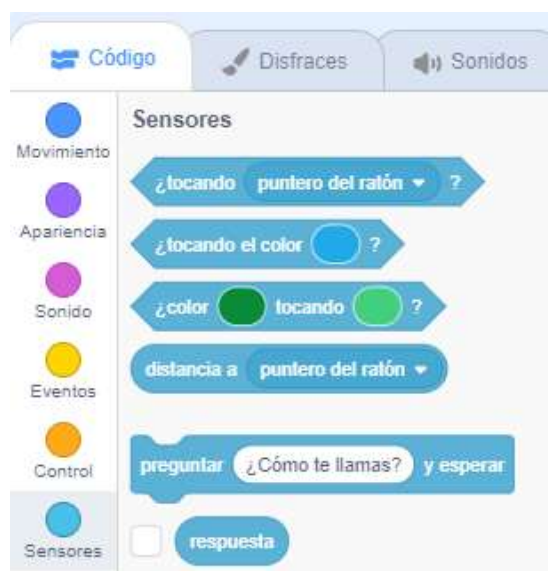 Código
Disfraces
Sonidos
Movimiento
Apariencia
Sonido
Eventos
Control
Sensores
Sensores
¿tocando puntero del ratón ?
¿tocando el color ?
¿color tocando ?
distancia a puntero del ratón
preguntar ¿Cómo te llamas? y esperar
respuesta